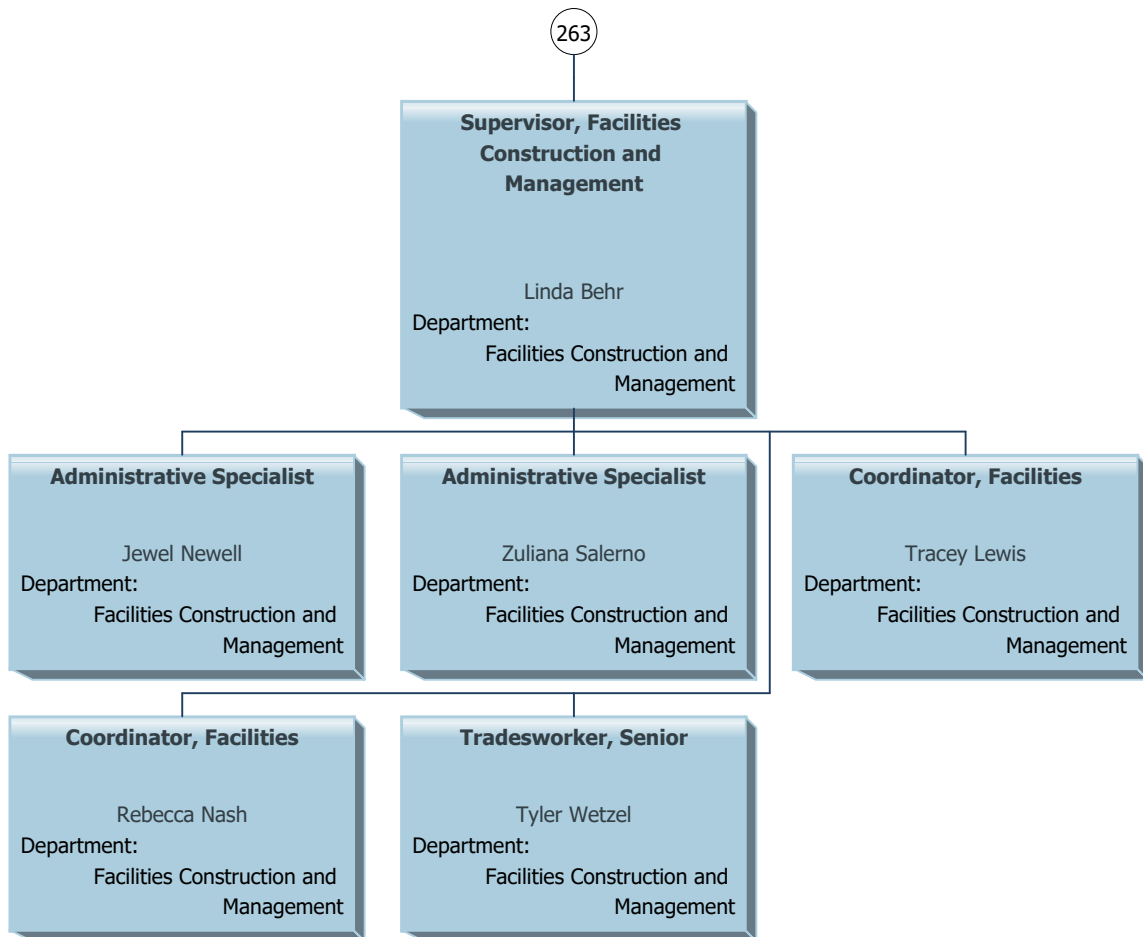 263
Supervisor, Facilities
Construction and
Management
Linda Behr
Department:
Facilities Construction and
Management
Administrative Specialist
Jewel Newell
Department:
Facilities Construction and
Management
Administrative Specialist
Zuliana Salerno
Department:
Facilities Construction and
Management
Coordinator, Facilities
Tracey Lewis
Department:
Facilities Construction and
Management
Coordinator, Facilities
Rebecca Nash
Department:
Facilities Construction and
Management
Tradesworker, Senior
Tyler Wetzel
Department:
Facilities Construction and
Management